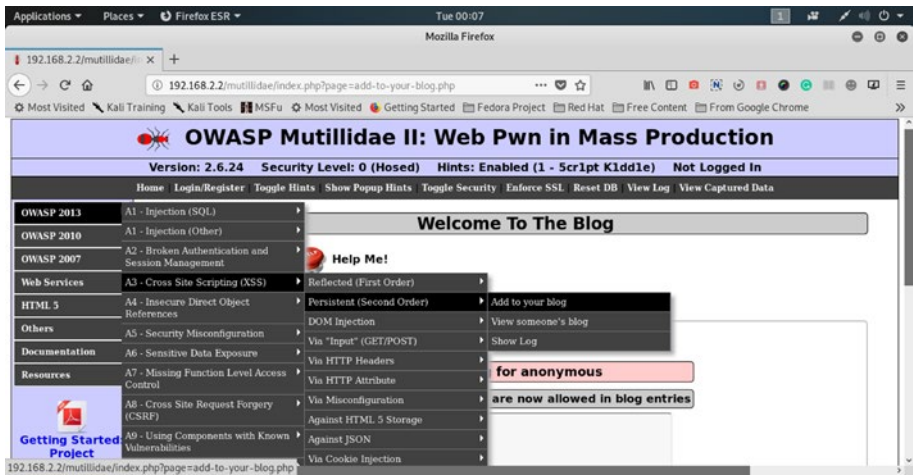 Applications Places Firefox ESR Tue 00:07 1
Mozilla Firefox
192.168.2.2/mutillidae/i
192.168.2.2/mutillidae/index.php?page=add-to-your-blog.php
Most Visited Kali Training Kali Tools MSFu Most Visited Getting Started Fedora Project Red Hat Free Content From Google Chrome
OWASP Mutillidae II: Web Pwn in Mass Production
Version: 2.6.24 Security Level: 0 (Hosed) Hints: Enabled (1 - 5cr1pt K1dd1e) Not Logged In
Home Login/Register Toggle Hints Show Popup Hints Toggle Security Enforce SSL Reset DB View Log View Captured Data
OWASP 2013
OWASP 2010
OWASP 2007
Web Services
HTML 5
Others
Documentation
Resources
Getting Started:
Project
A1 - Injection (SQL)
A1 - Injection (Other)
A2 - Broken Authentication and
Session Management
A3 - Cross Site Scripting (XSS)
A4 - Insecure Direct Object
References
A5 - Security Misconfiguration
A6 - Sensitive Data Exposure
A7 - Missing Function Level Access
Control
A8 - Cross Site Request Forgery
(CSRF)
A9 - Using Components with Known
Vulnerabilities
Reflected (First Order)
Persistent (Second Order)
DOM Injection
Via "Input" (GET/POST)
Via HTTP Headers
Via HTTP Attribute
Via Misconfiguration
Against HTML 5 Storage
Against JSON
Via Cookie Injection
Add to your blog
View someone's blog
Show Log
Welcome To The Blog
Help Me!
for anonymous
are now allowed in blog entries
192.168.2.2/mutillidae/index.php?page=add-to-your-blog.php